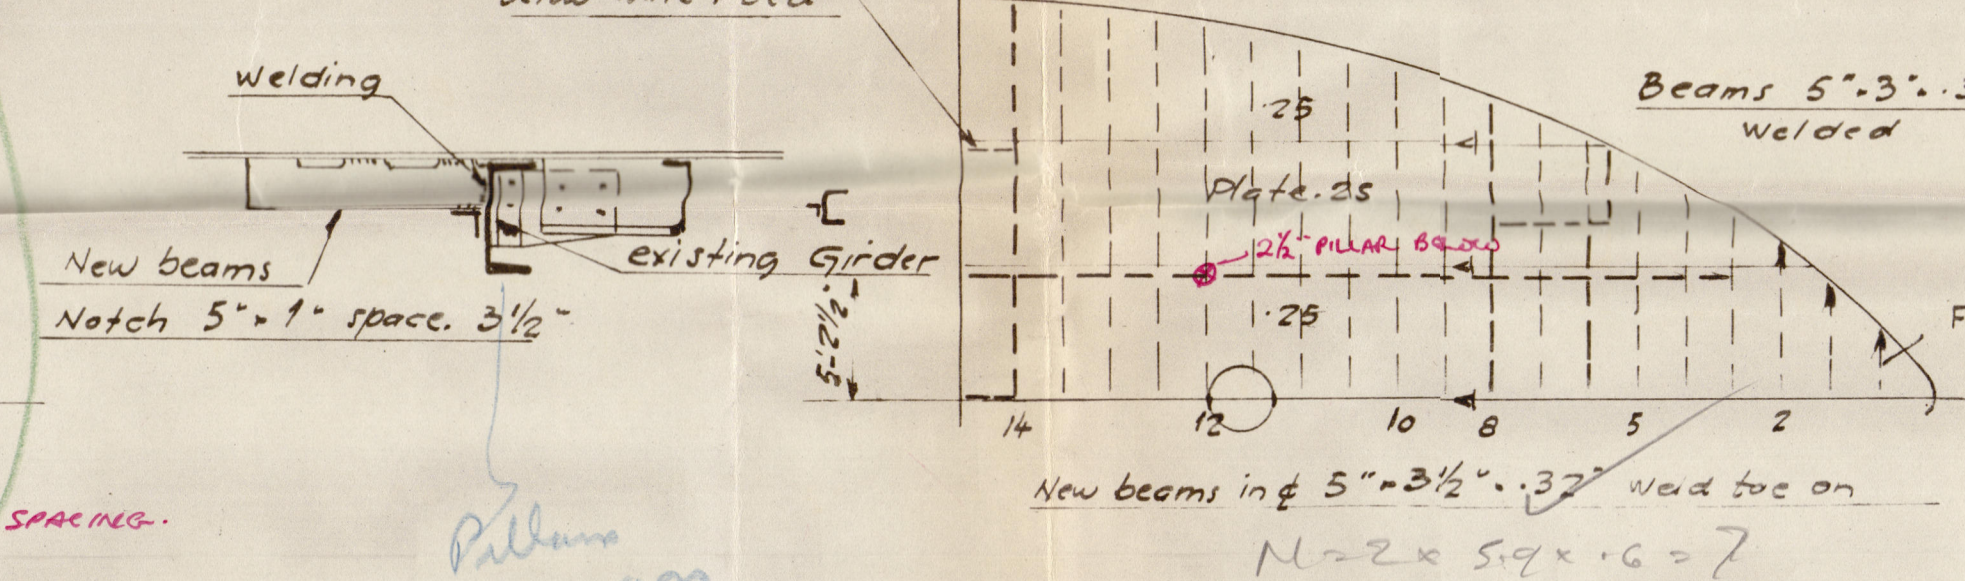 welding
New beams
Notch 5" × 1" space. 3½"
existing Girder
5'-2½"
SPACING.
Pillars
.25
Beams 5" × 3" × .3
Welded
Plate .25
2½" PILLAR BELOW
.25
14 12 10 8 5 2
F
New beams in ₵ 5" × 3½" × .32" Weld toe on
M = 2 × 5.9 × .6 = 7